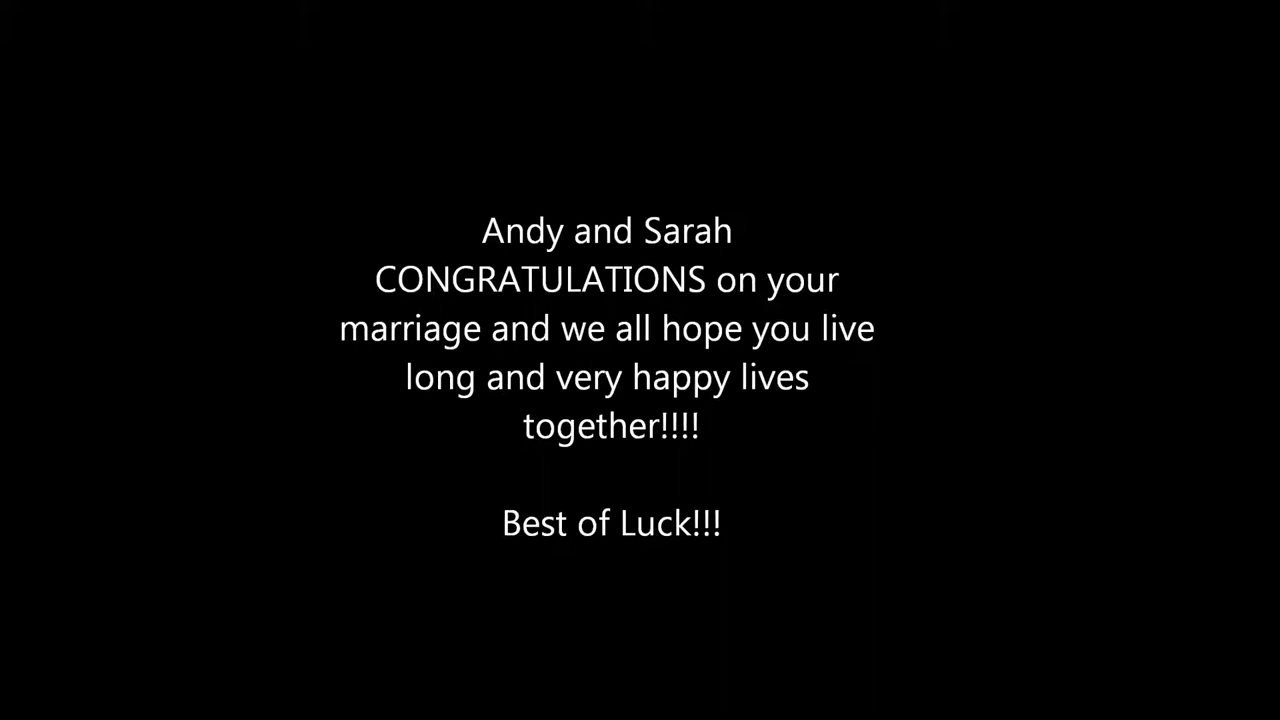 Andy and Sarah
CONGRATULATIONS on your
marriage and we all hope you live
long and very happy lives
together!!!!
Best of Luck!!!